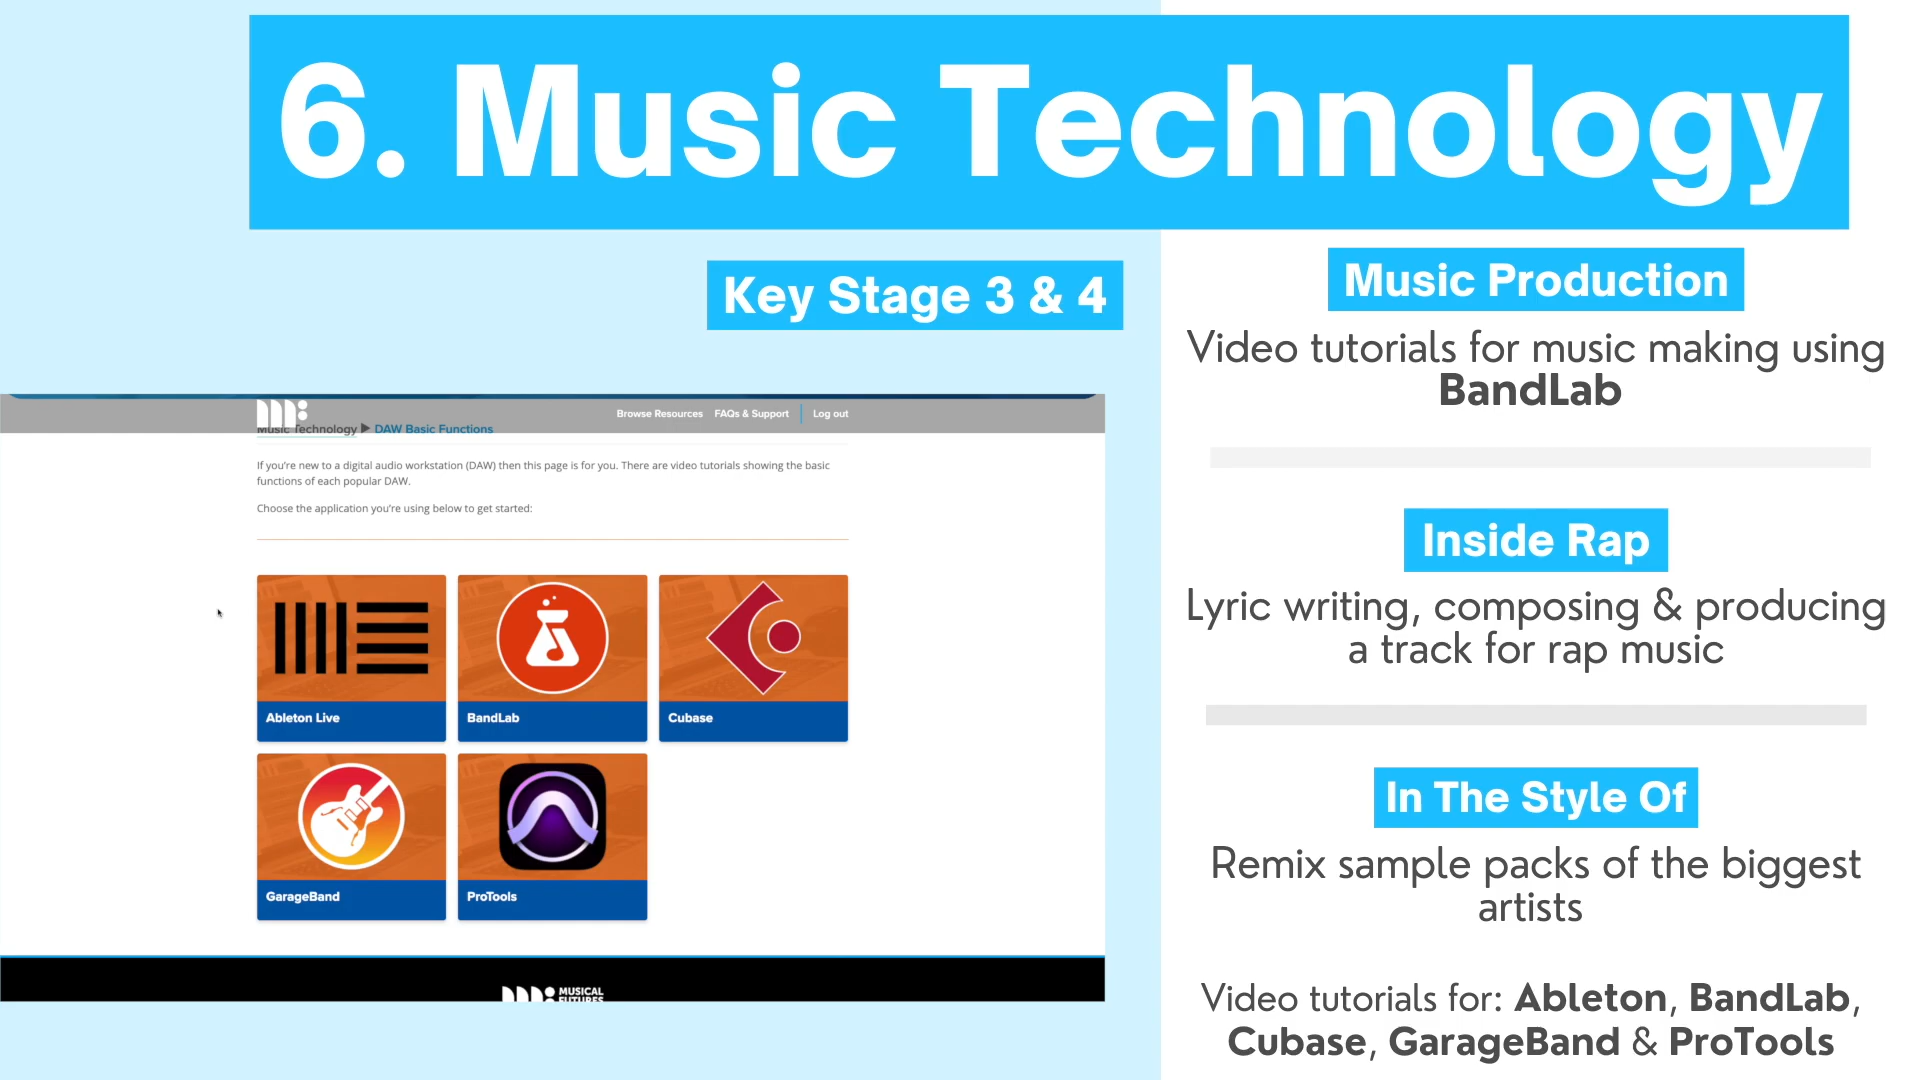 6. Music Technology
Key Stage 3 & 4
Browse Resources FAQs & Support Log out
Music Technology ▶ DAW Basic Functions
If you're new to a digital audio workstation (DAW) then this page is for you. There are video tutorials showing the basic
functions of each popular DAW.
Choose the application you're using below to get started:
Ableton Live
BandLab
Cubase
GarageBand
ProTools
MUSICAL
FUTURES
Music Production
Video tutorials for music making using
BandLab
Inside Rap
Lyric writing, composing & producing
a track for rap music
In The Style Of
Remix sample packs of the biggest
artists
Video tutorials for: Ableton, BandLab,
Cubase, GarageBand & ProTools